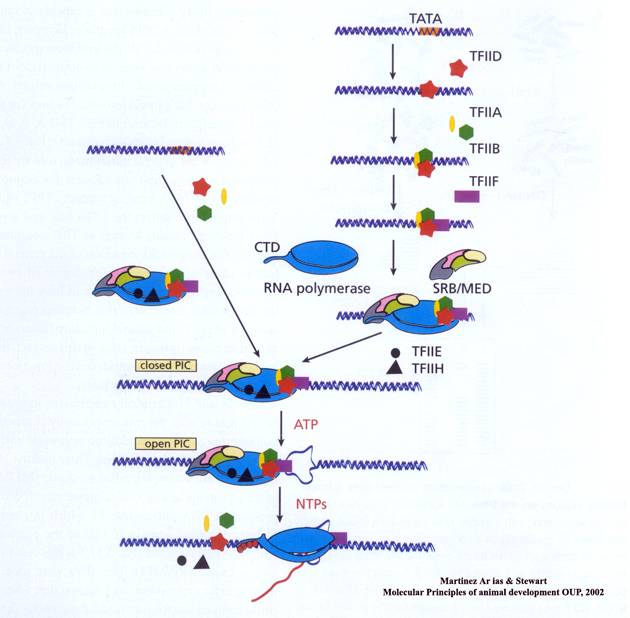 TATA
TFIID
TFIIA
TFIIB
TFIIF
CTD
RNA polymerase
SRB/MED
TFIIE
TFIIH
closed PIC
ATP
open PIC
NTPs
Martinez Ar ias & Stewart
Molecular Principles of animal development OUP, 2002